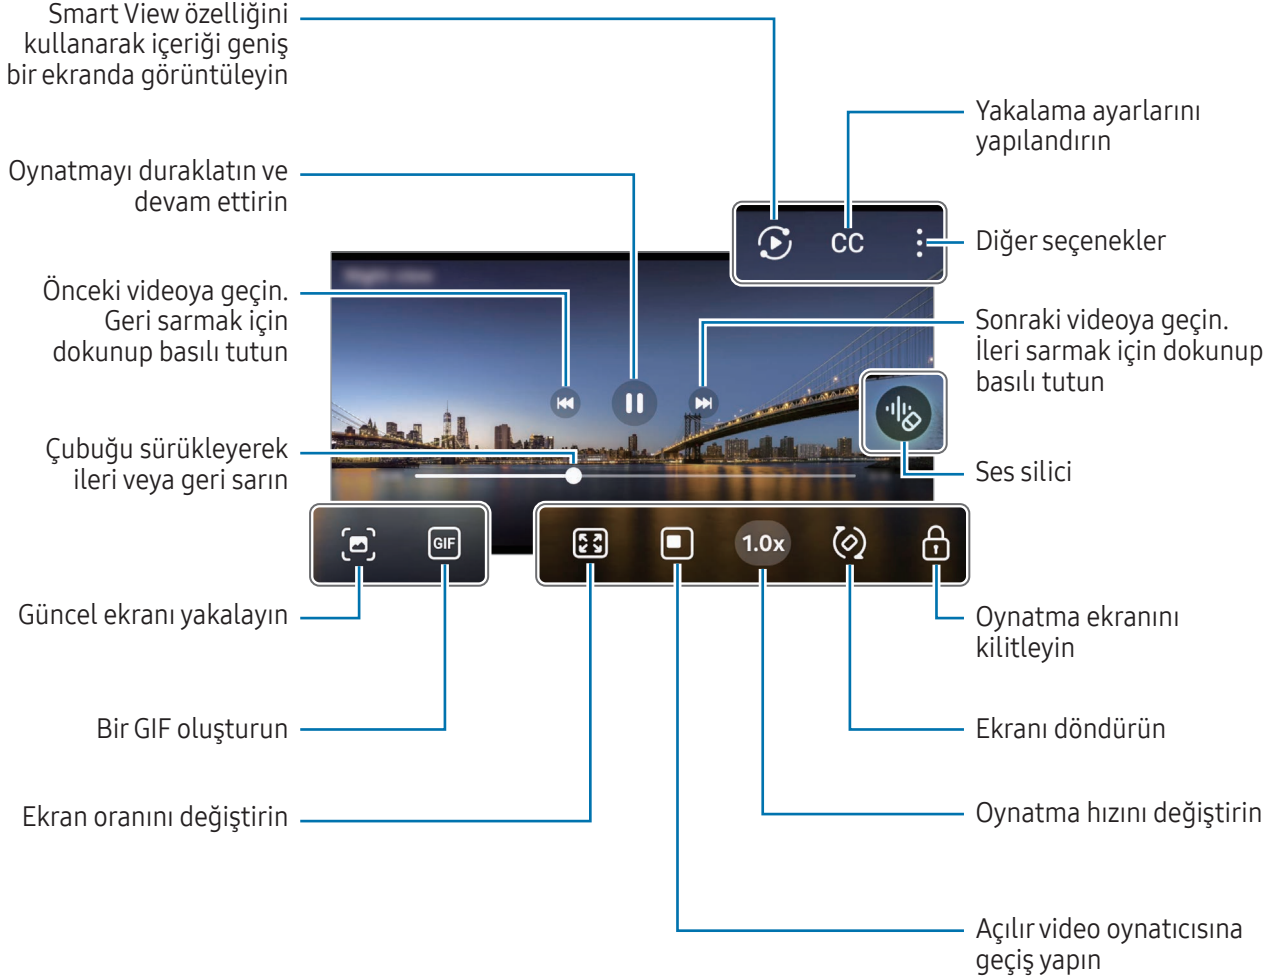 Smart View özelliğini
kullanarak içeriği geniş
bir ekranda görüntüleyin
Oynatmayı duraklatın ve
devam ettirin
Önceki videoya geçin.
Geri sarmak için
dokunup basılı tutun
Çubuğu sürükleyerek
ileri veya geri sarın
Güncel ekranı yakalayın
Bir GIF oluşturun
Ekran oranını değiştirin
Yakalama ayarlarını
yapılandırın
CC
Diğer seçenekler
Sonraki videoya geçin.
İleri sarmak için dokunup
basılı tutun
Ses silici
GIF
1.0x
Oynatma ekranını
kilitleyin
Ekranı döndürün
Oynatma hızını değiştirin
Açılır video oynatıcısına
geçiş yapın